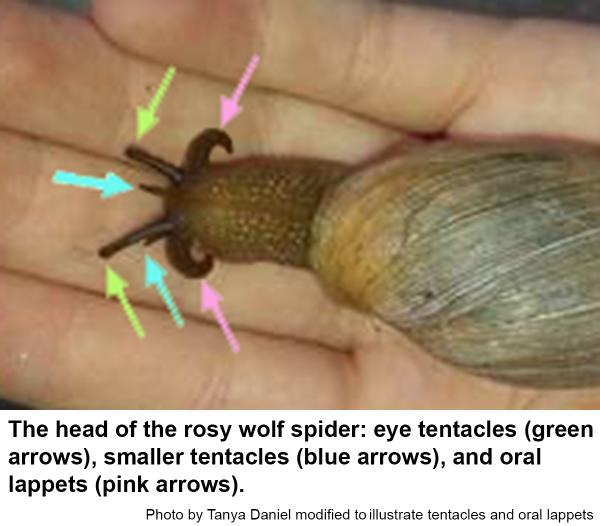 The head of the rosy wolf spider: eye tentacles (green
arrows), smaller tentacles (blue arrows), and oral
lappets (pink arrows).
Photo by Tanya Daniel modified to illustrate tentacles and oral lappets